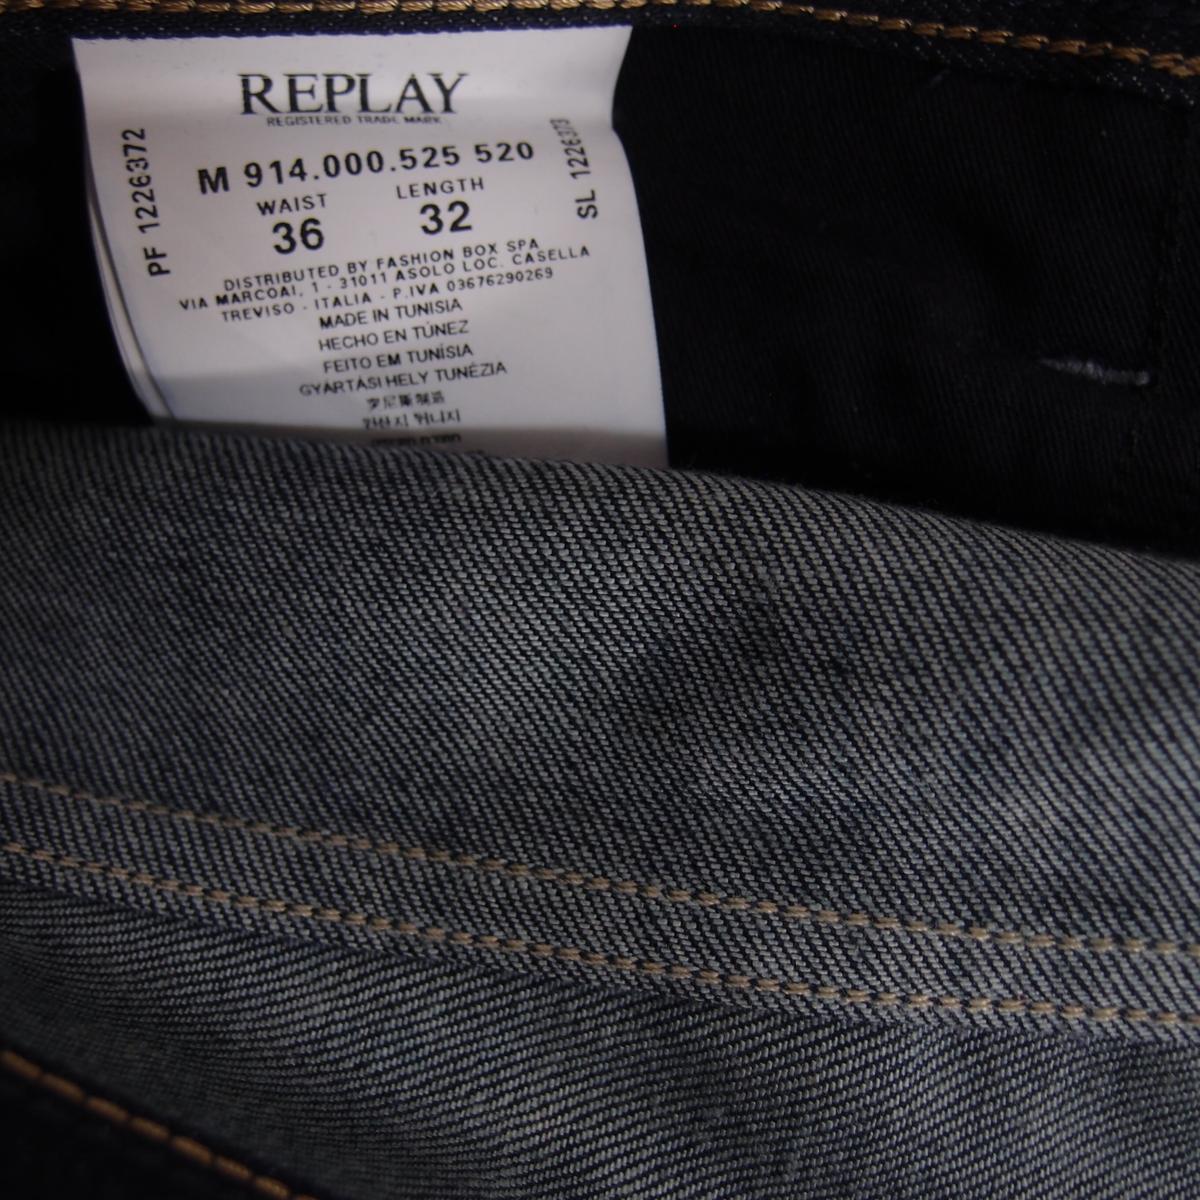 REPLAY
REGISTERED TRADE MARK
PF 1226372
SL 1226373
M 914.000.525 520
WAIST LENGTH
36 32
DISTRIBUTED BY FASHION BOX SPA
VIA MARCOAI, 1 - 31011 ASOLO LOC. CASELLA
TREVISO - ITALIA - P.IVA 03676290269
MADE IN TUNISIA
HECHO EN TÚNEZ
FEITO EM TUNÍSIA
GYÁRTÁSI HELY TUNÉZIA